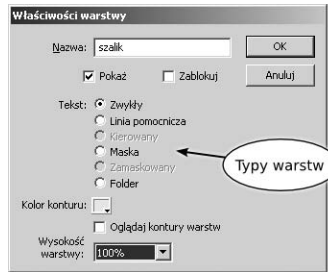 Właściwości warstwy
Nazwa: szalik
OK
Pokaż Zablokuj
Anuluj
Tekst: Zwykły
Linia pomocnicza
Kierowany
Maska
Zamaskowany
Folder
Typy warstw
Kolor konturu:
Oglądaj kontury warstw
Wysokość
warstwy: 100%